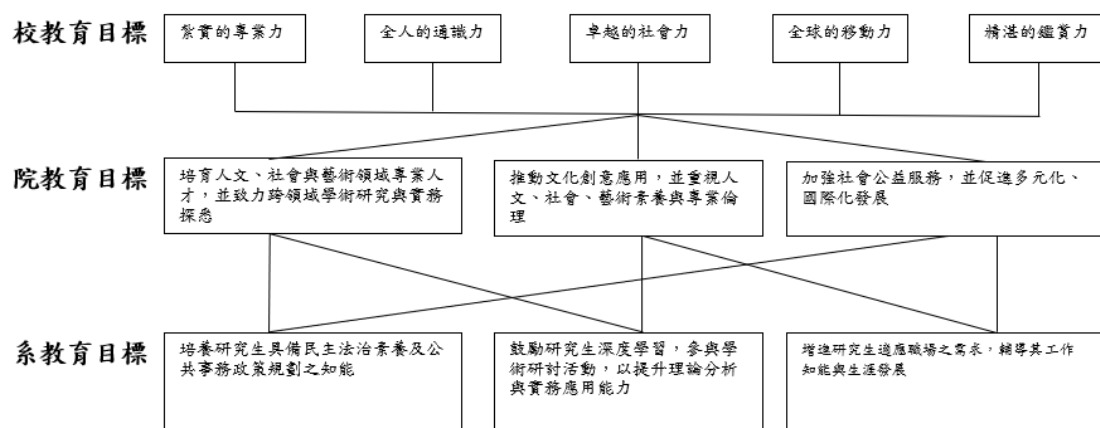 校教育目標
紮實的專業力
全人的通識力
卓越的社會力
全球的移動力
精湛的鑑賞力
院教育目標
培育人文、社會與藝術領域專業人
才，並致力跨領域學術研究與實務
探悉
推動文化創意應用，並重視人
文、社會、藝術素養與專業倫
理
加強社會公益服務，並促進多元化、
國際化發展
系教育目標
培養研究生具備民主法治素養及公
共事務政策規劃之知能
鼓勵研究生深度學習，參與學
術研討活動，以提升理論分析
與實務應用能力
增進研究生適應職場之需求，輔導其工作
知能與生涯發展